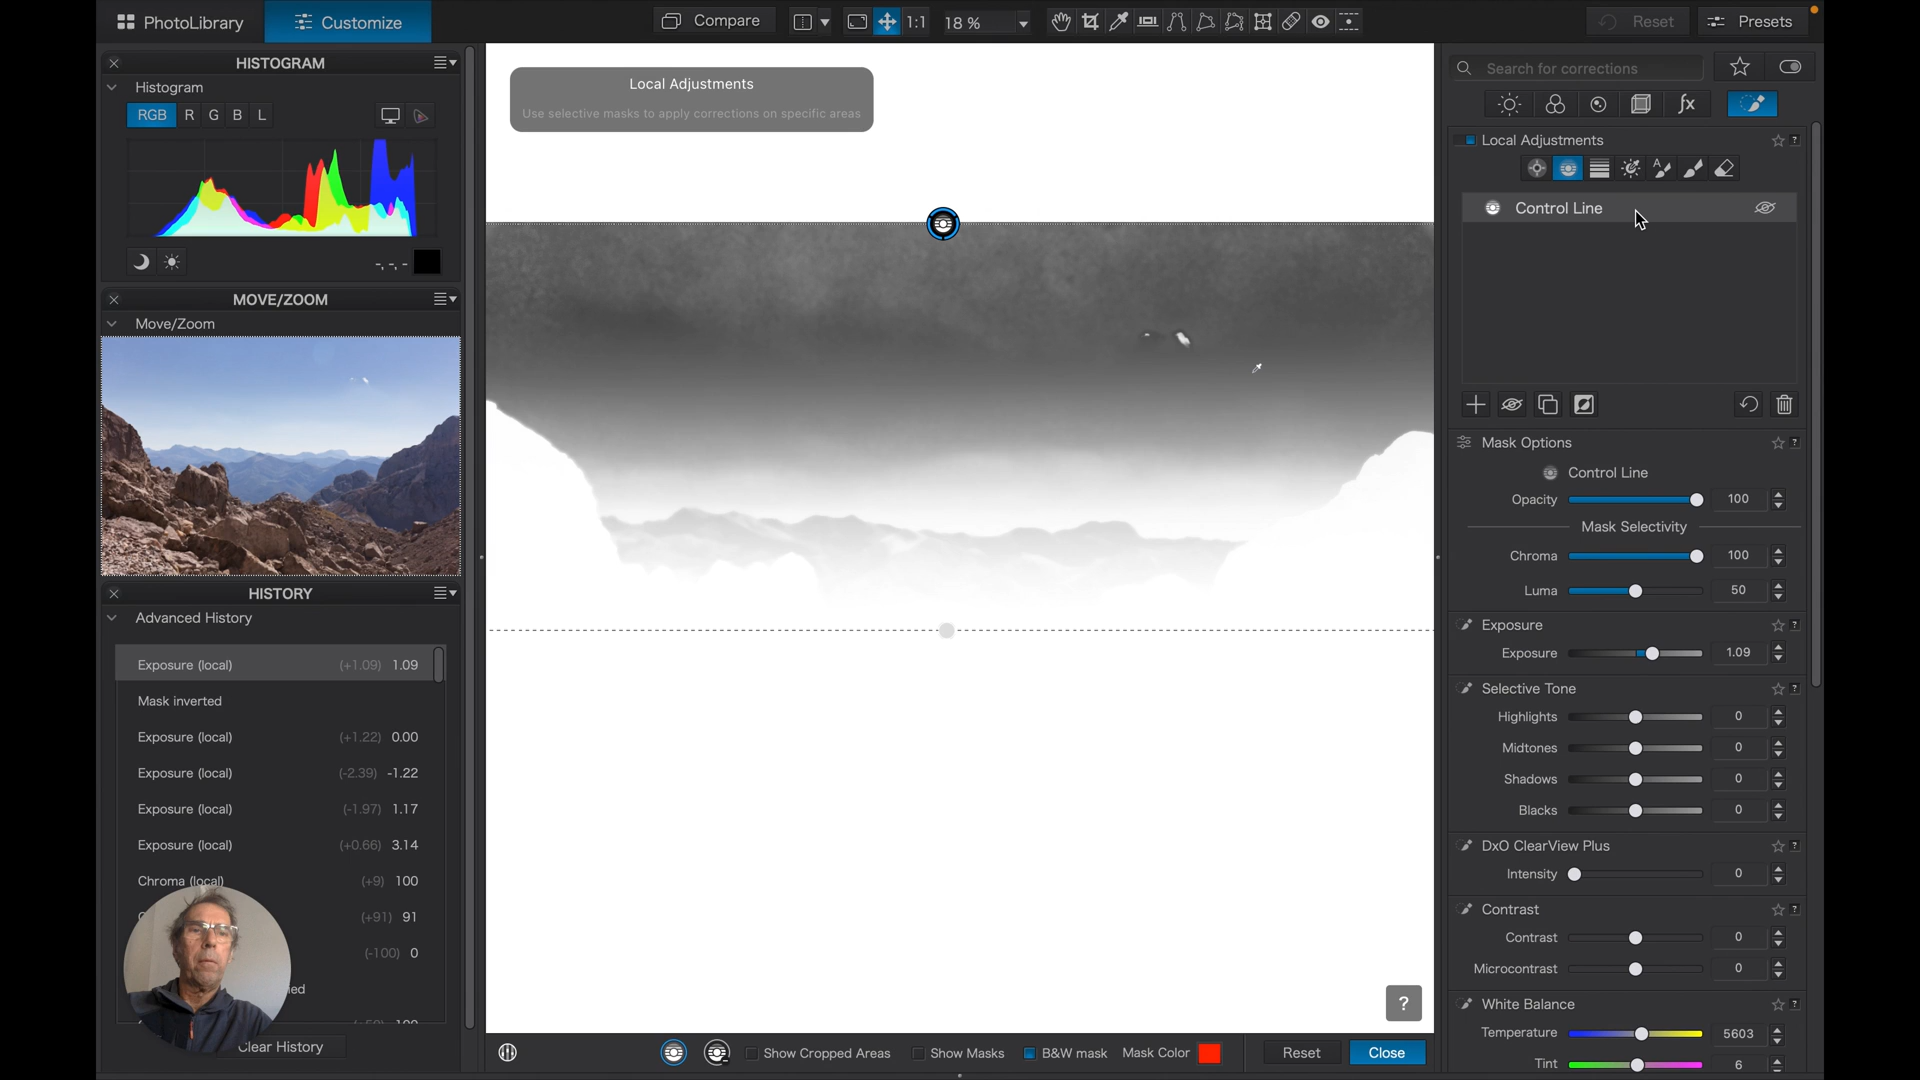 PhotoLibrary
Customize
Compare
1:1
18 %
Reset
Presets
HISTOGRAM
Histogram
RGB R G B L
-,-,-
MOVE/ZOOM
Move/Zoom
HISTORY
Advanced History
Exposure (local) (+1.09) 1.09
Mask inverted
Exposure (local) (+1.22) 0.00
Exposure (local) (-2.39) -1.22
Exposure (local) (-1.97) 1.17
Exposure (local) (+0.66) 3.14
Chroma (local) (+9) 100
(+91) 91
(-100) 0
Clear History
Local Adjustments
Use selective masks to apply corrections on specific areas
?
Show Cropped Areas
Show Masks
B&W mask
Mask Color
Reset
Close
Search for corrections
fx
Local Adjustments ?
Control Line
Mask Options ?
Control Line
Opacity 100
Mask Selectivity
Chroma 100
Luma 50
Exposure ?
Exposure 1.09
Selective Tone ?
Highlights 0
Midtones 0
Shadows 0
Blacks 0
DxO ClearView Plus ?
Intensity 0
Contrast ?
Contrast 0
Microcontrast 0
White Balance ?
Temperature 5603
Tint 6